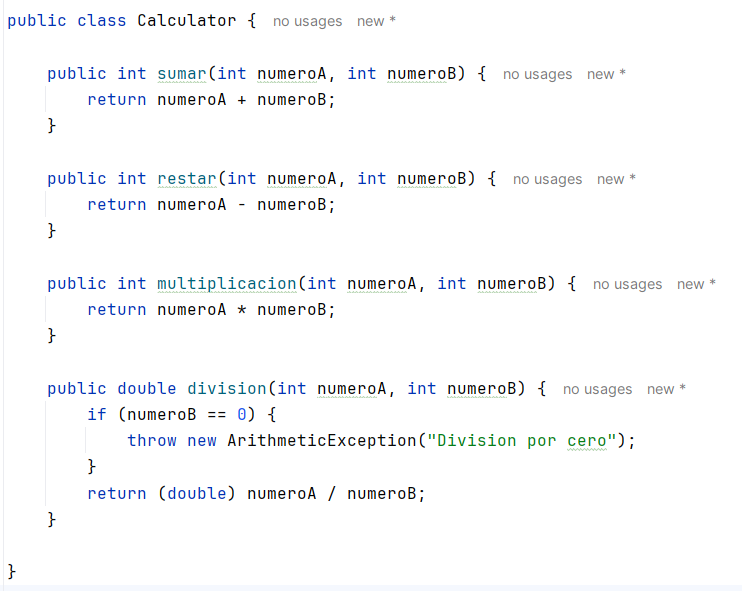 public class Calculator { no usages new *
public int sumar(int numeroA, int numeroB) { no usages new *
return numeroA + numeroB;
}
public int restar(int numeroA, int numeroB) { no usages new *
return numeroA - numeroB;
}
public int multiplicacion(int numeroA, int numeroB) { no usages new *
return numeroA * numeroB;
}
public double division(int numeroA, int numeroB) { no usages new *
if (numeroB == 0) {
throw new ArithmeticException("Division por cero");
}
return (double) numeroA / numeroB;
}
}